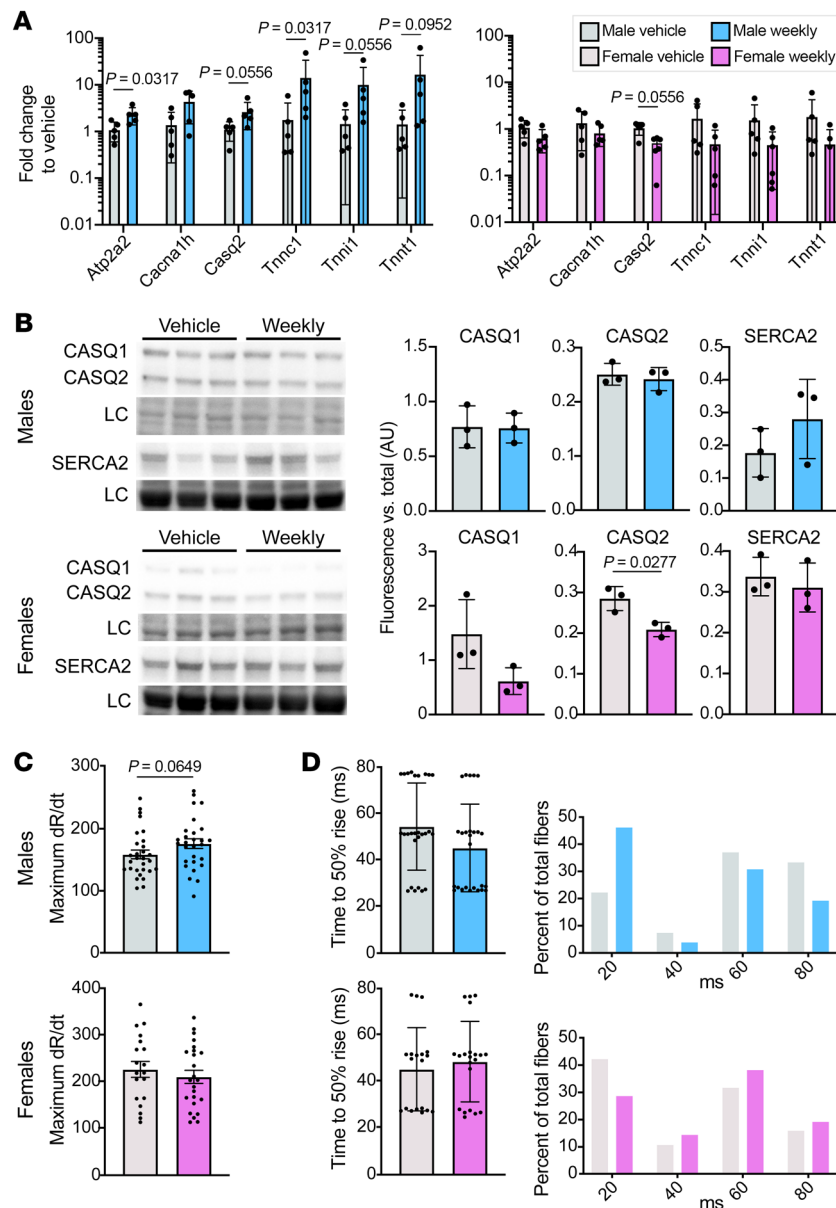 A
Fold change
to vehicle
100
10
1
0.1
0.01
P = 0.0317
P = 0.0556
P = 0.0317
P = 0.0556
P = 0.0952
Atp2a2
Cacna1h
Casq2
Tnnc1
Tnni1
Tnnt1
Male vehicle
Male weekly
Female vehicle
Female weekly
100
10
1
0.1
0.01
P = 0.0556
Atp2a2
Cacna1h
Casq2
Tnnc1
Tnni1
Tnnt1
B
Males
Vehicle
Weekly
CASQ1
CASQ2
LC
SERCA2
LC
Females
Vehicle
Weekly
CASQ1
CASQ2
LC
SERCA2
LC
Fluorescence vs. total (AU)
CASQ1
1.5
1.0
0.5
0.0
CASQ2
0.3
0.2
0.1
0.0
SERCA2
0.5
0.4
0.3
0.2
0.1
0.0
CASQ1
3
2
1
0
CASQ2
P = 0.0277
0.4
0.3
0.2
0.1
0.0
SERCA2
0.4
0.3
0.2
0.1
0.0
C
Males
Maximum dR/dt
P = 0.0649
300
200
100
0
Females
Maximum dR/dt
400
300
200
100
0
D
Time to 50% rise (ms)
80
60
40
20
0
Percent of total fibers
50
40
30
20
10
0
20
40
60
80
ms
Time to 50% rise (ms)
80
60
40
20
0
Percent of total fibers
50
40
30
20
10
0
20
40
60
80
ms